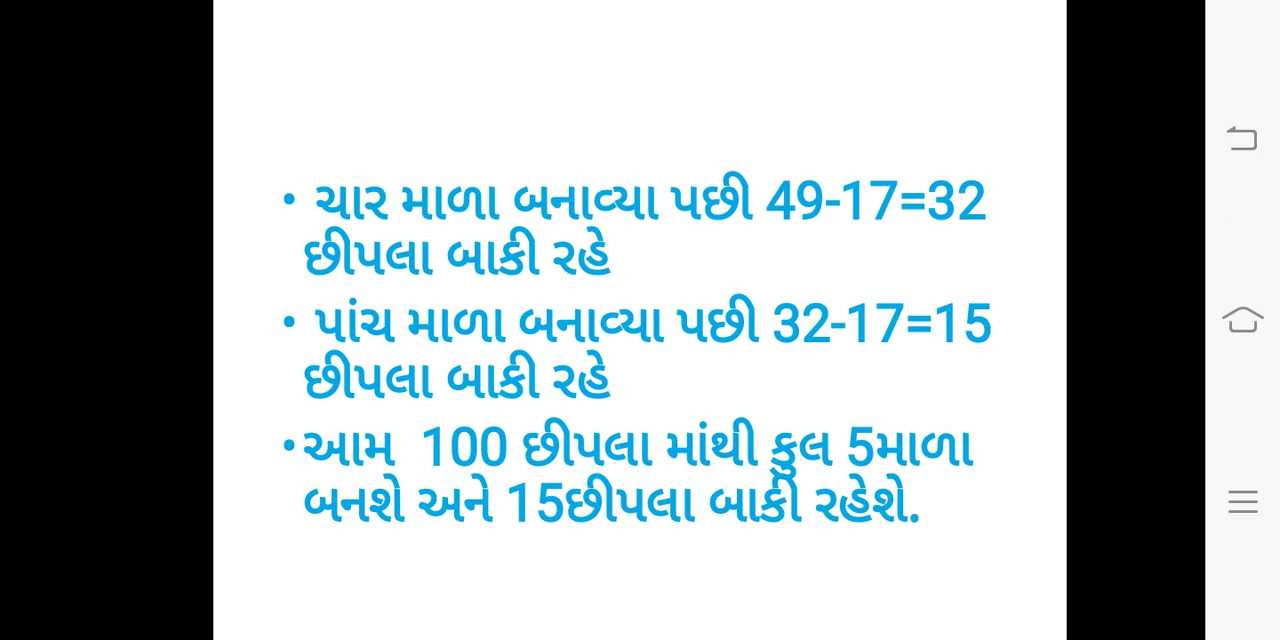 • ચાર માળા બનાવ્યા પછી 49-17=32
છીપલા બાકી રહે
• પાંચ માળા બનાવ્યા પછી 32-17=15
છીપલા બાકી રહે
•આમ 100 છીપલા માંથી કુલ 5માળા
બનશે અને 15છીપલા બાકી રહેશે.